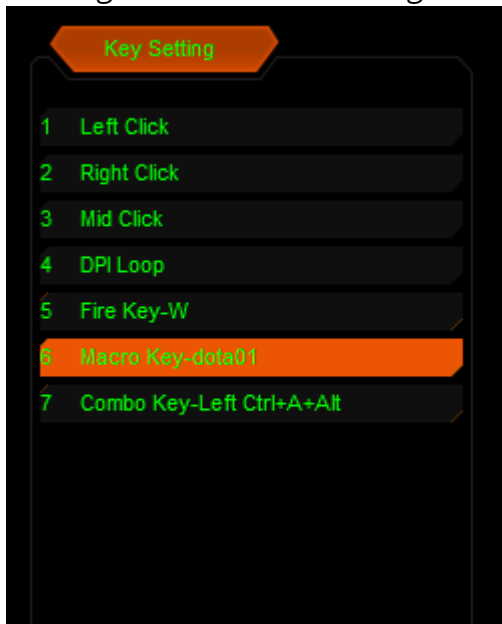 Key Setting
1 Left Click
2 Right Click
3 Mid Click
4 DPI Loop
5 Fire Key-W
6 Macro Key-dota01
7 Combo Key-Left Ctrl+A+Alt